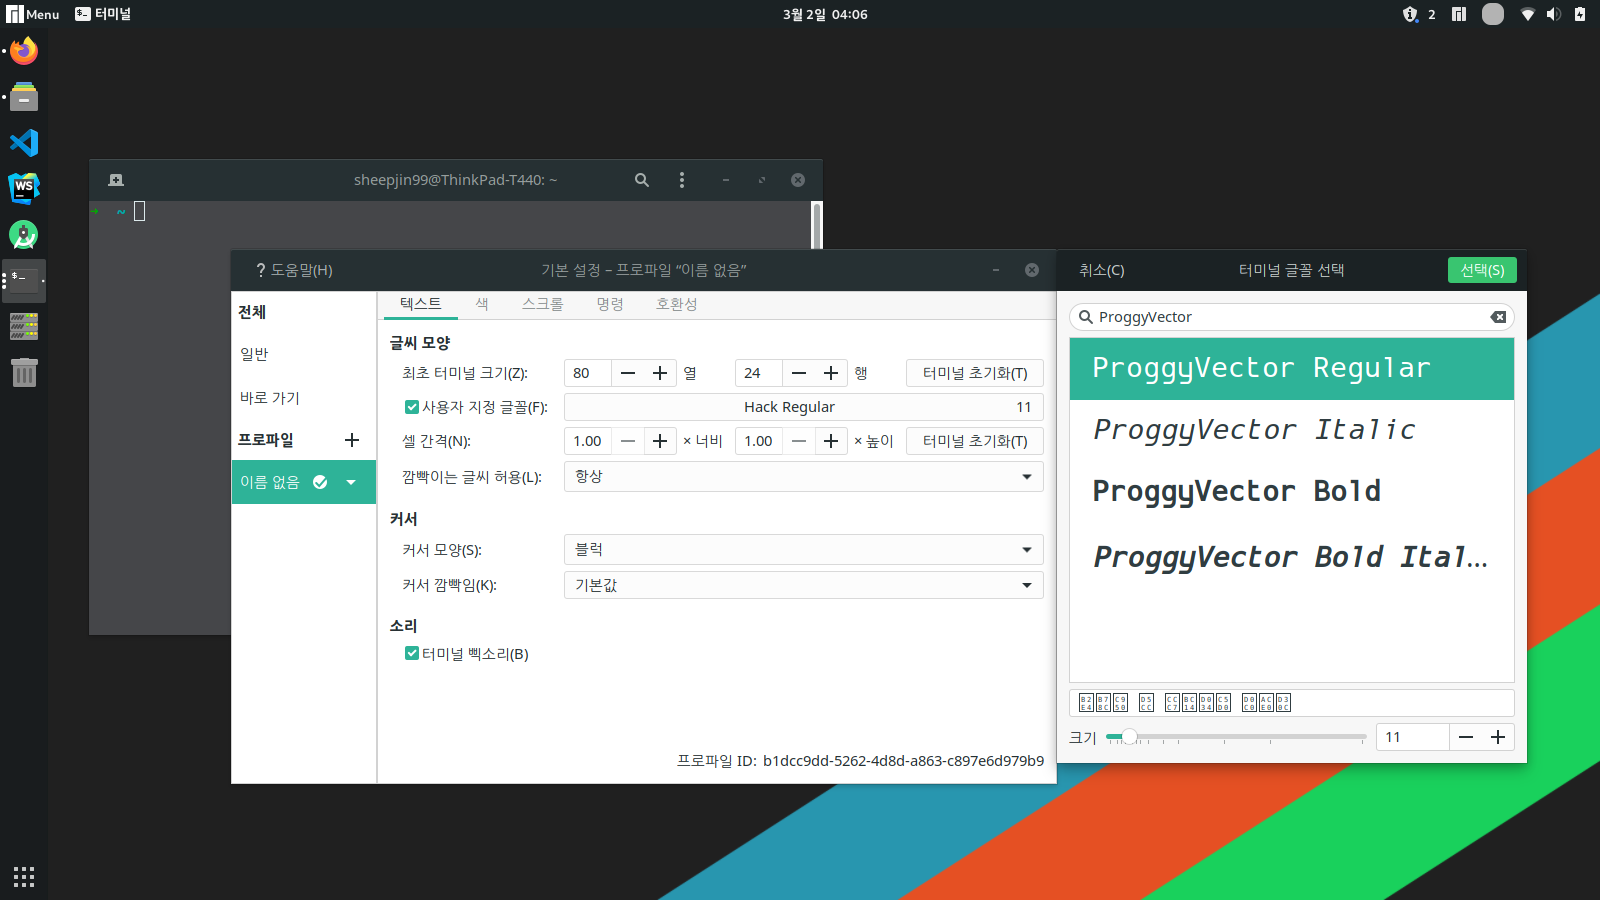 Menu
터미널
3월 2일 04:06
2
sheepjin99@ThinkPad-T440: ~
→ ~
? 도움말(H)
기본 설정 – 프로파일 “이름 없음”
전체
일반
바로 가기
프로파일
이름 없음
텍스트 색 스크롤 명령 호환성
글씨 모양
최초 터미널 크기(Z): 80 열 24 행 터미널 초기화(T)
사용자 지정 글꼴(F): Hack Regular 11
셀 간격(N): 1.00 × 너비 1.00 × 높이 터미널 초기화(T)
깜빡이는 글씨 허용(L): 항상
커서
커서 모양(S): 블럭
커서 깜빡임(K): 기본값
소리
터미널 삑소리(B)
프로파일 ID: b1dcc9dd-5262-4d8d-a863-c897e6d979b9
취소(C)
터미널 글꼴 선택
선택(S)
ProggyVector
ProggyVector Regular
ProggyVector Italic
ProggyVector Bold
ProggyVector Bold Ital…
크기 11
WS